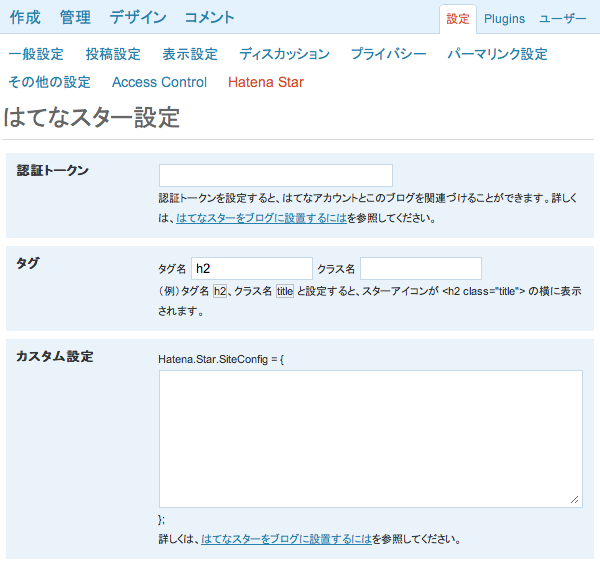 作成 管理 デザイン コメント 設定 Plugins ユーザー
一般設定 投稿設定 表示設定 ディスカッション プライバシー パーマリンク設定
その他の設定 Access Control Hatena Star
はてなスター設定
認証トークン
認証トークンを設定すると、はてなアカウントとこのブログを関連づけることができます。詳しく
は、はてなスターをブログに設置するにはを参照してください。
タグ
タグ名 h2 クラス名
（例）タグ名 h2、クラス名 title と設定すると、スターアイコンが <h2 class="title"> の横に表示
されます。
カスタム設定
Hatena.Star.SiteConfig = {
};
詳しくは、はてなスターをブログに設置するにはを参照してください。